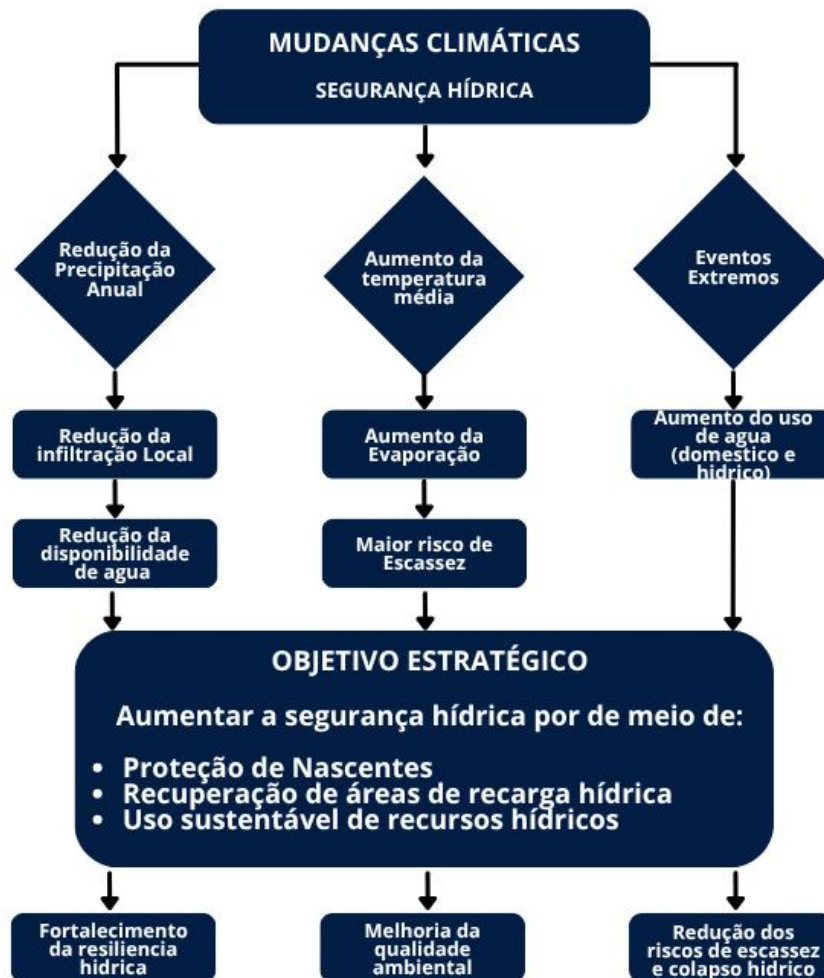 MUDANÇAS CLIMÁTICAS
SEGURANÇA HÍDRICA
Redução da
Precipitação
Anual
Aumento da
temperatura
média
Eventos
Extremos
Redução da
infiltração Local
Aumento da
Evaporação
Aumento do uso
de agua
(domestico e
hidrico)
Redução da
disponibilidade
de agua
Maior risco de
Escassez
OBJETIVO ESTRATÉGICO
Aumentar a segurança hídrica por de meio de:
• Proteção de Nascentes
• Recuperação de áreas de recarga hídrica
• Uso sustentável de recursos hídricos
Fortalecimento
da resiliencia
hidrica
Melhoria da
qualidade
ambiental
Redução dos
riscos de escassez
e colapso hidrico